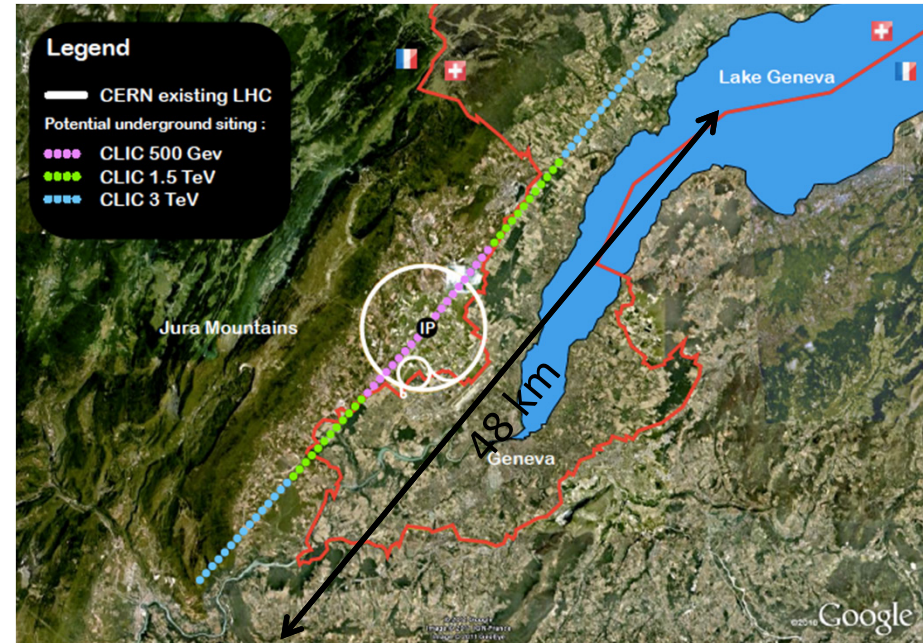 Legend
CERN existing LHC
Potential underground siting :
CLIC 500 Gev
CLIC 1.5 TeV
CLIC 3 TeV
Lake Geneva
Jura Mountains
IP
48 km
Geneva
©2010 Google